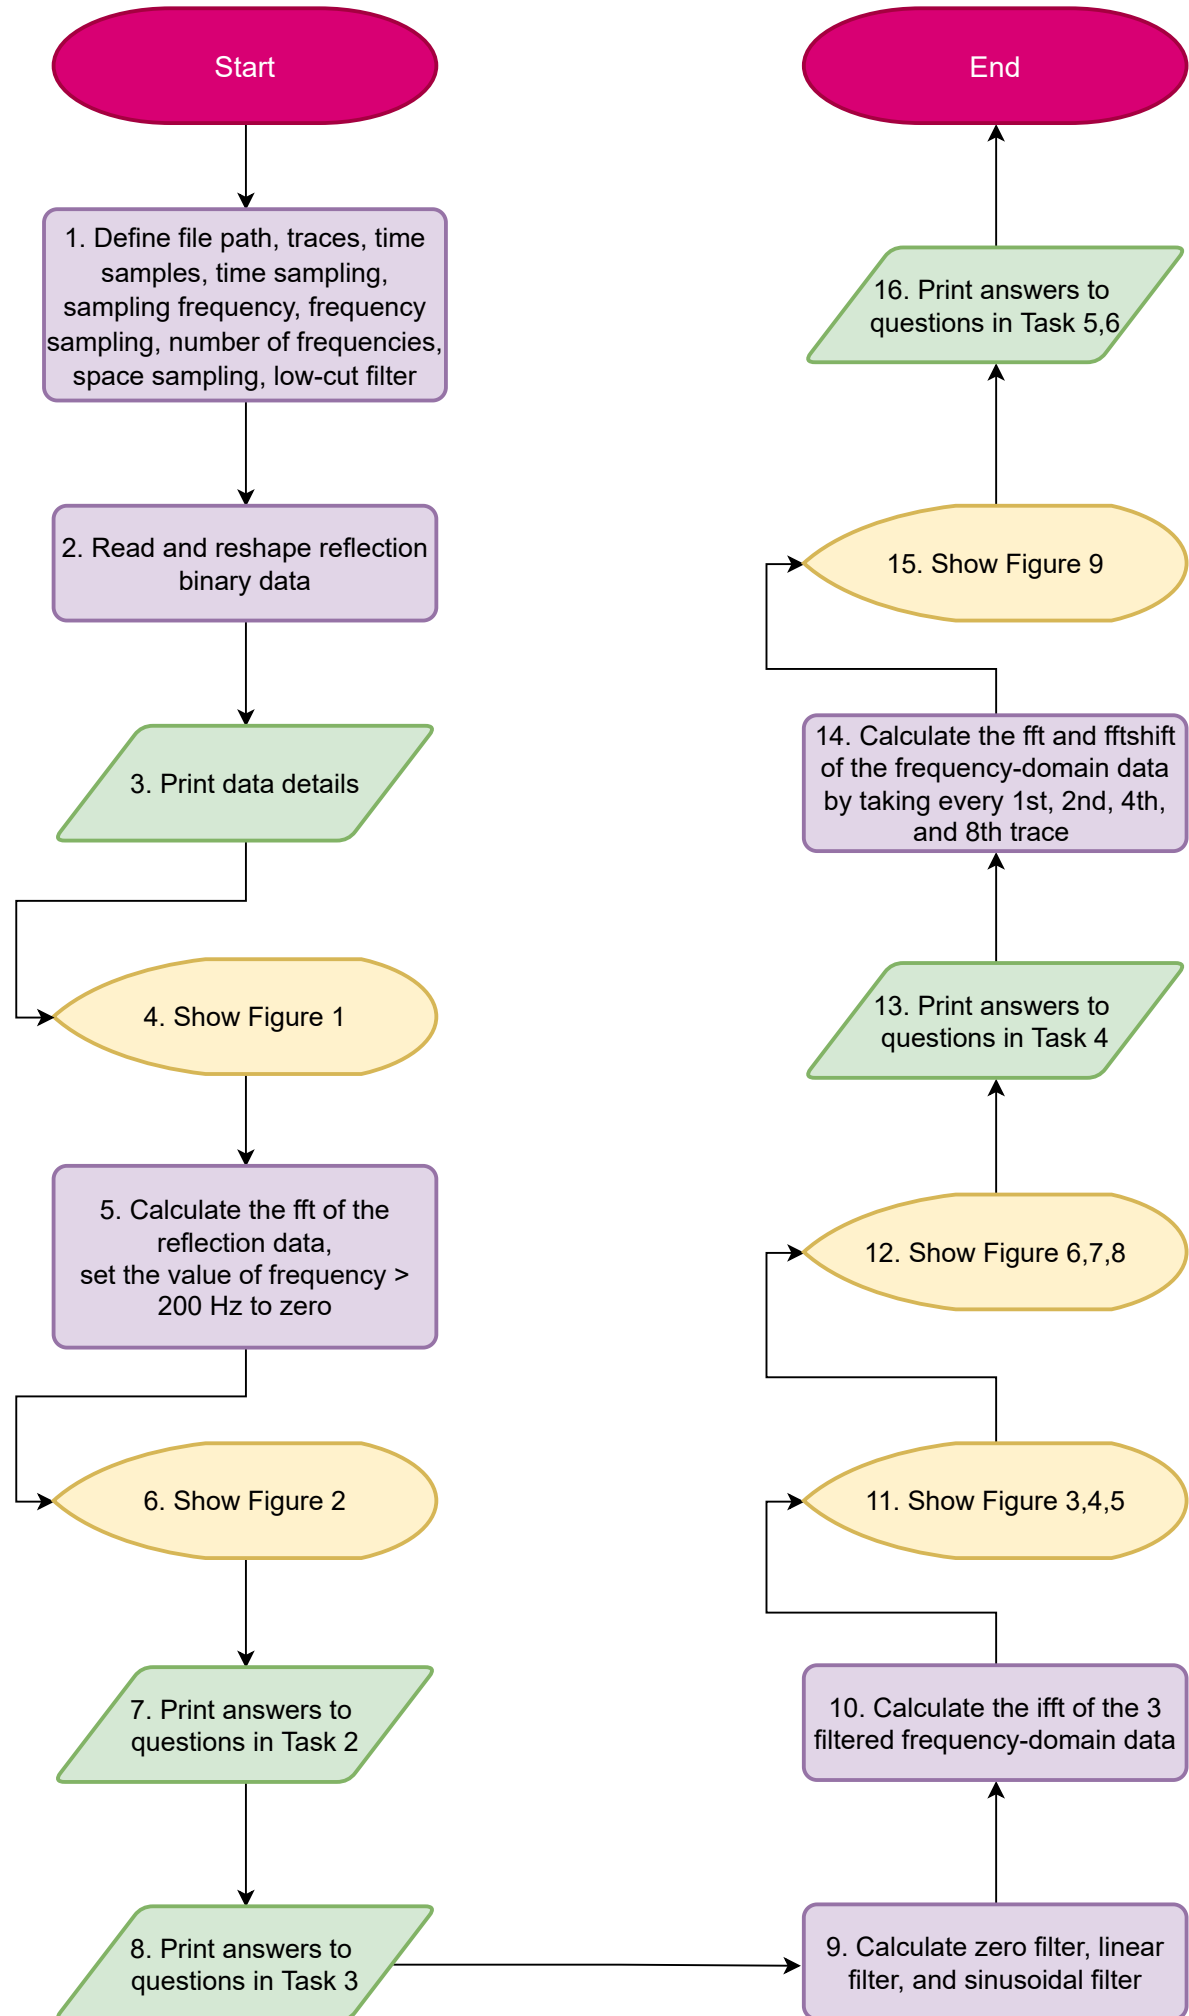 Start
1. Define file path, traces, time
samples, time sampling,
sampling frequency, frequency
sampling, number of frequencies,
space sampling, low-cut filter
2. Read and reshape reflection
binary data
3. Print data details
4. Show Figure 1
5. Calculate the fft of the
reflection data,
set the value of frequency >
200 Hz to zero
6. Show Figure 2
7. Print answers to
questions in Task 2
8. Print answers to
questions in Task 3
9. Calculate zero filter, linear
filter, and sinusoidal filter
10. Calculate the ifft of the 3
filtered frequency-domain data
11. Show Figure 3,4,5
12. Show Figure 6,7,8
13. Print answers to
questions in Task 4
14. Calculate the fft and fftshift
of the frequency-domain data
by taking every 1st, 2nd, 4th,
and 8th trace
15. Show Figure 9
16. Print answers to
questions in Task 5,6
End